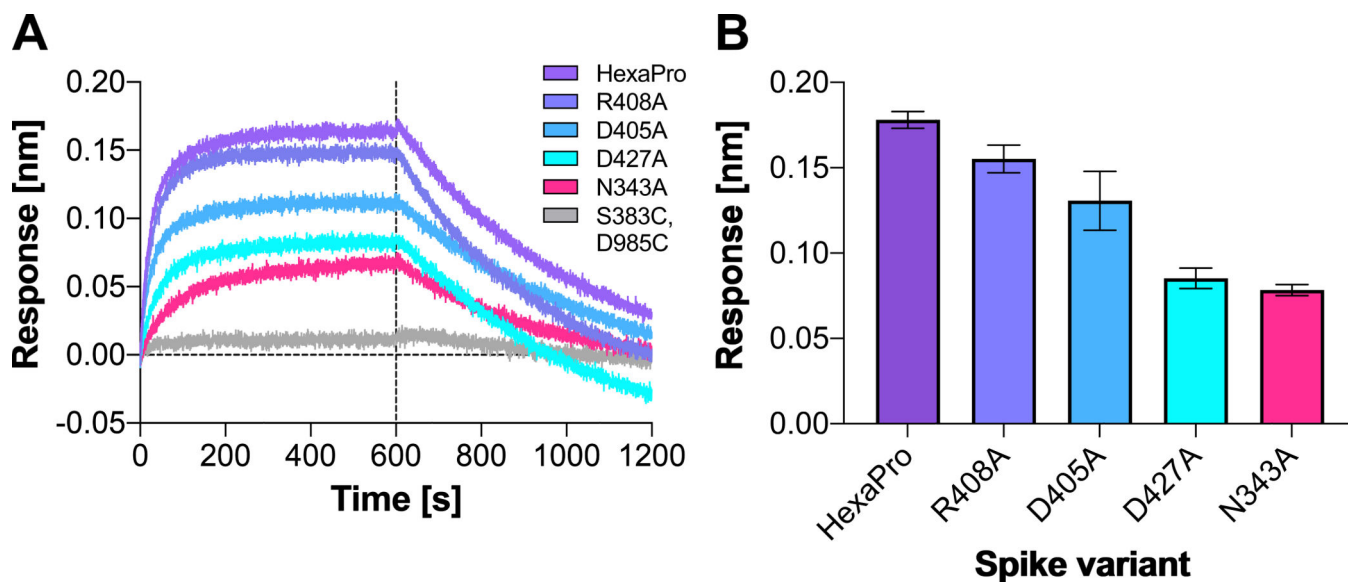 A
Response [nm]
0.20
0.15
0.10
0.05
0.00
-0.05
0
200
400
600
800
1000
1200
Time [s]
HexaPro
R408A
D405A
D427A
N343A
S383C,
D985C
B
Response [nm]
0.20
0.15
0.10
0.05
0.00
HexaPro
R408A
D405A
D427A
N343A
Spike variant